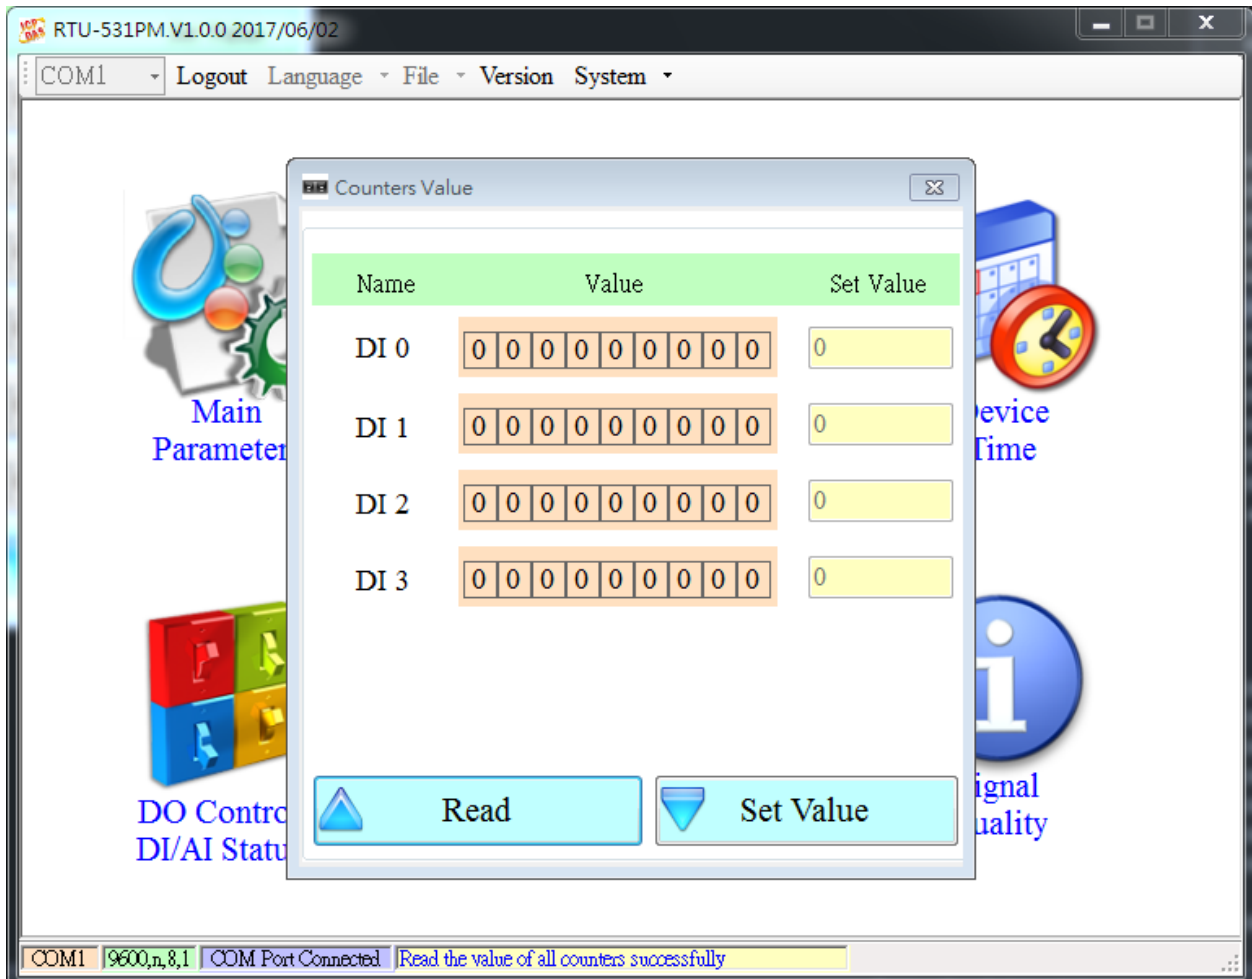 RTU-531PM.V1.0.0 2017/06/02
COM1 Logout Language File Version System
Counters Value
Name Value Set Value
DI 0 0 0 0 0 0 0 0 0 0 0
DI 1 0 0 0 0 0 0 0 0 0 0
DI 2 0 0 0 0 0 0 0 0 0 0
DI 3 0 0 0 0 0 0 0 0 0 0
Main
Parameter
evice
Time
Read Set Value
DO Contro
DI/AI Statu
ignal
uality
COM1 9600,n,8,1 COM Port Connected Read the value of all counters successfully